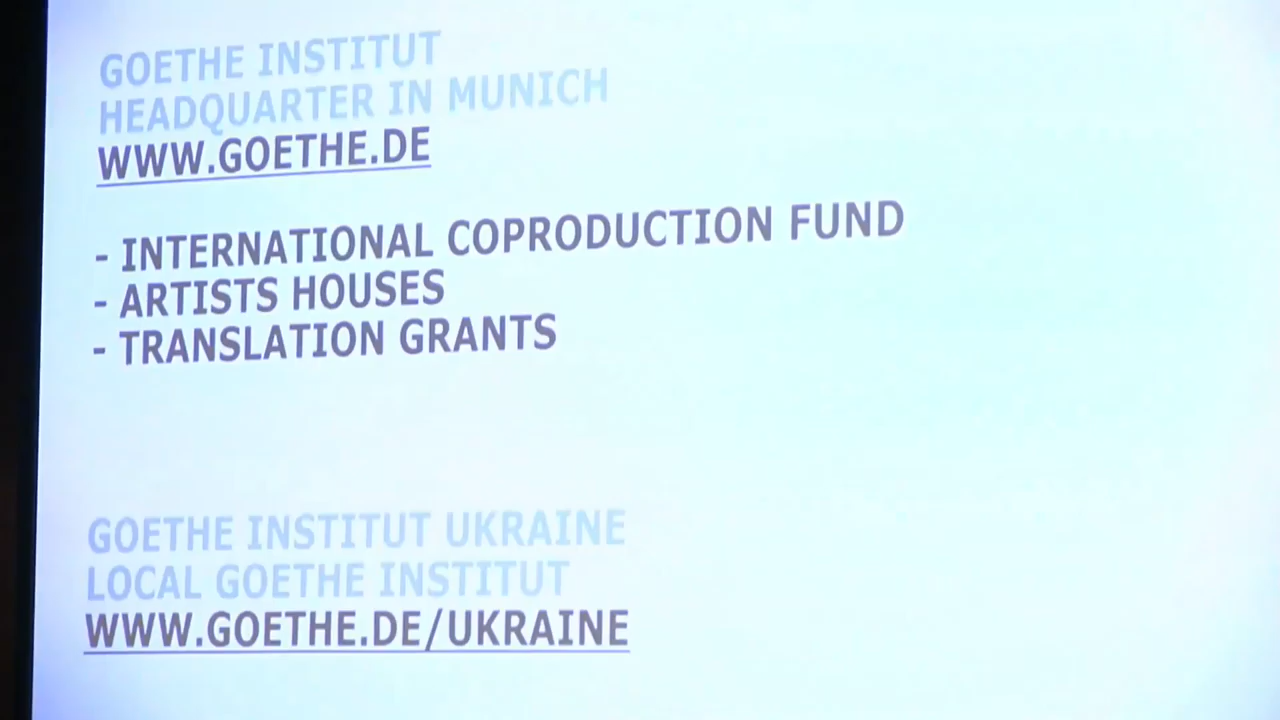 GOETHE INSTITUT
HEADQUARTER IN MUNICH
WWW.GOETHE.DE
- INTERNATIONAL COPRODUCTION FUND
- ARTISTS HOUSES
- TRANSLATION GRANTS
GOETHE INSTITUT UKRAINE
LOCAL GOETHE INSTITUT
WWW.GOETHE.DE/UKRAINE